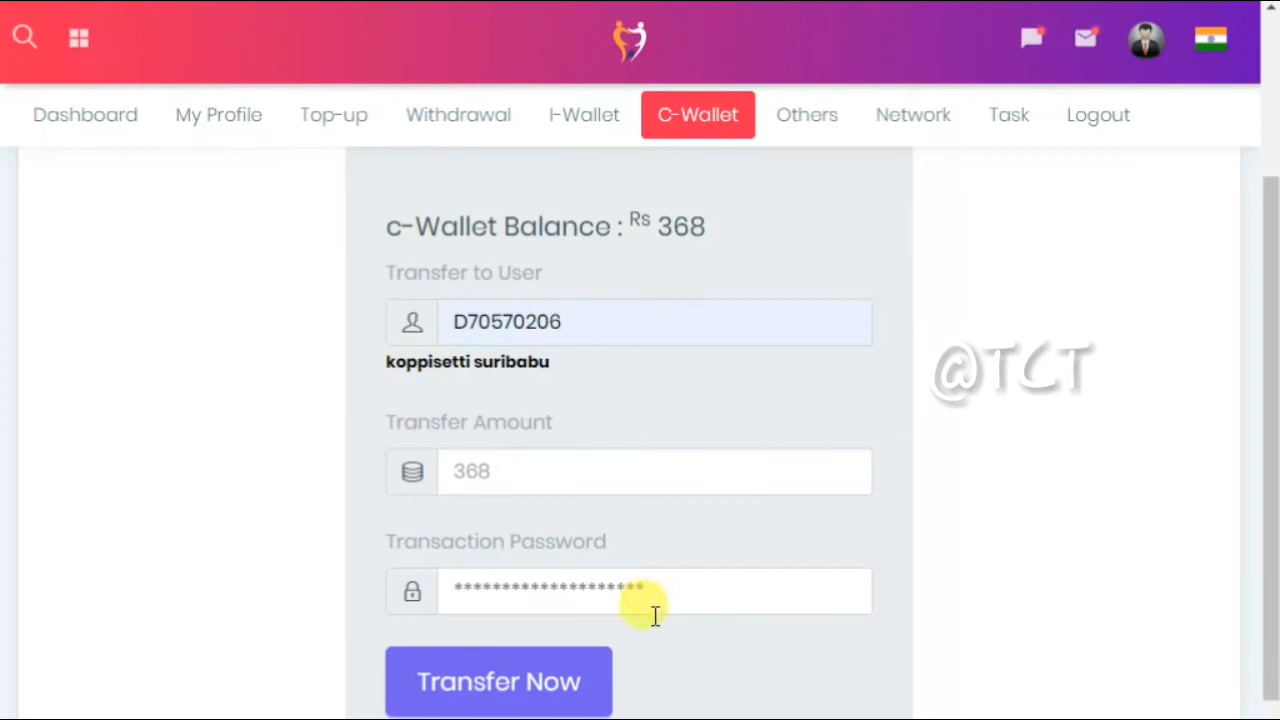 Dashboard My Profile Top-up Withdrawal I-Wallet C-Wallet Others Network Task Logout
c-Wallet Balance : Rs 368
Transfer to User
D70570206
koppisetti suribabu
@TCT
Transfer Amount
368
Transaction Password
********************
Transfer Now